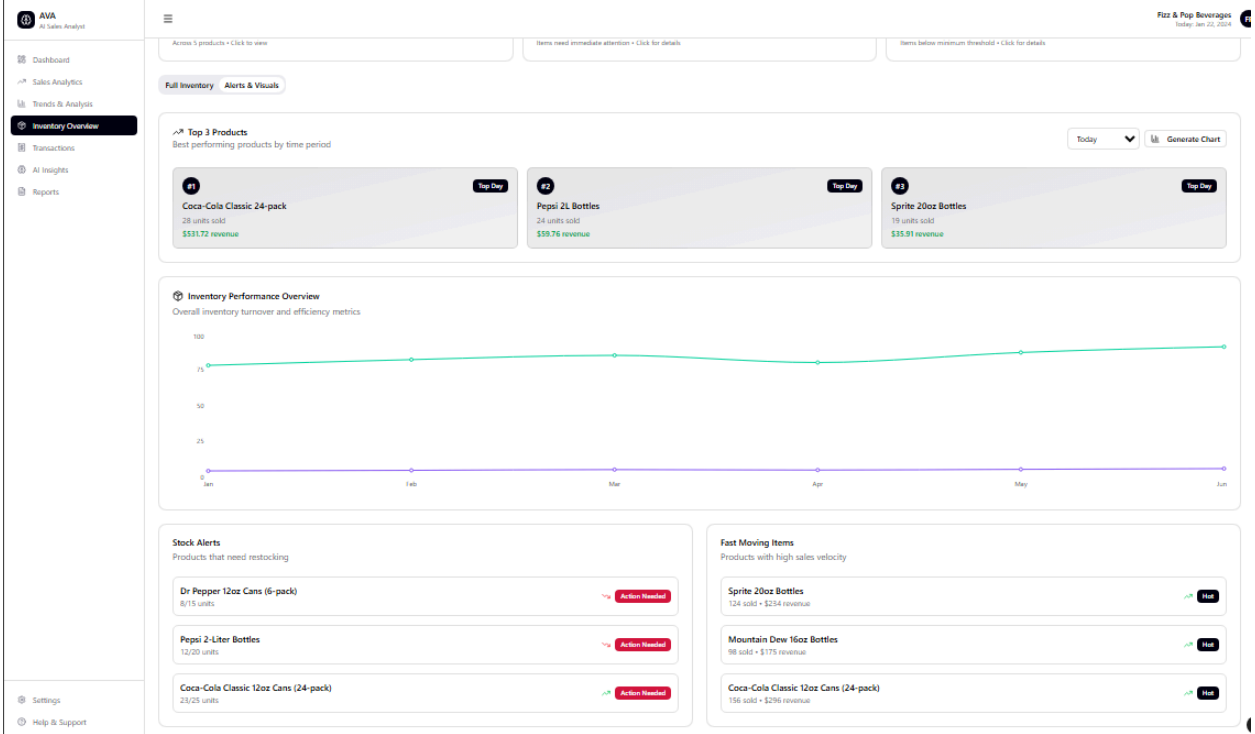 AVA
AI Sales Analyst
Dashboard
Sales Analytics
Trends & Analysis
Inventory Overview
Transactions
AI Insights
Reports
Settings
Help & Support
Fizz & Pop Beverages
Today: Jan 22, 2024
Across 5 products • Click to view
Items need immediate attention • Click for details
Items below minimum threshold • Click for details
Full Inventory Alerts & Visuals
Top 3 Products
Best performing products by time period
Today Generate Chart
#1 Top Day
Coca-Cola Classic 24-pack
28 units sold
$531.72 revenue
#2 Top Day
Pepsi 2L Bottles
24 units sold
$59.76 revenue
#3 Top Day
Sprite 20oz Bottles
19 units sold
$35.91 revenue
Inventory Performance Overview
Overall inventory turnover and efficiency metrics
100
75
50
25
0
Jan Feb Mar Apr May Jun
Stock Alerts
Products that need restocking
Dr Pepper 12oz Cans (6-pack)
8/15 units
Action Needed
Pepsi 2-Liter Bottles
12/20 units
Action Needed
Coca-Cola Classic 12oz Cans (24-pack)
23/25 units
Action Needed
Fast Moving Items
Products with high sales velocity
Sprite 20oz Bottles
124 sold • $234 revenue
Hot
Mountain Dew 16oz Bottles
98 sold • $175 revenue
Hot
Coca-Cola Classic 12oz Cans (24-pack)
156 sold • $296 revenue
Hot